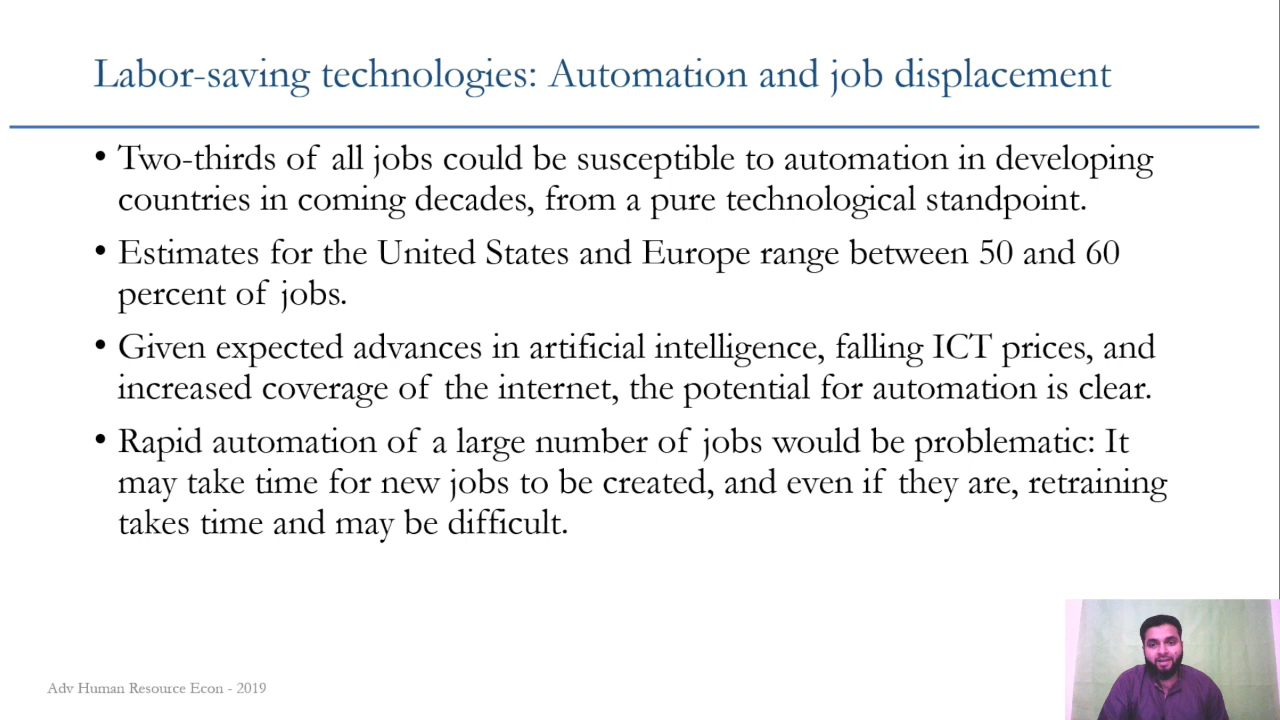 Labor-saving technologies: Automation and job displacement
• Two-thirds of all jobs could be susceptible to automation in developing
countries in coming decades, from a pure technological standpoint.
• Estimates for the United States and Europe range between 50 and 60
percent of jobs.
• Given expected advances in artificial intelligence, falling ICT prices, and
increased coverage of the internet, the potential for automation is clear.
• Rapid automation of a large number of jobs would be problematic: It
may take time for new jobs to be created, and even if they are, retraining
takes time and may be difficult.
Adv Human Resource Econ - 2019